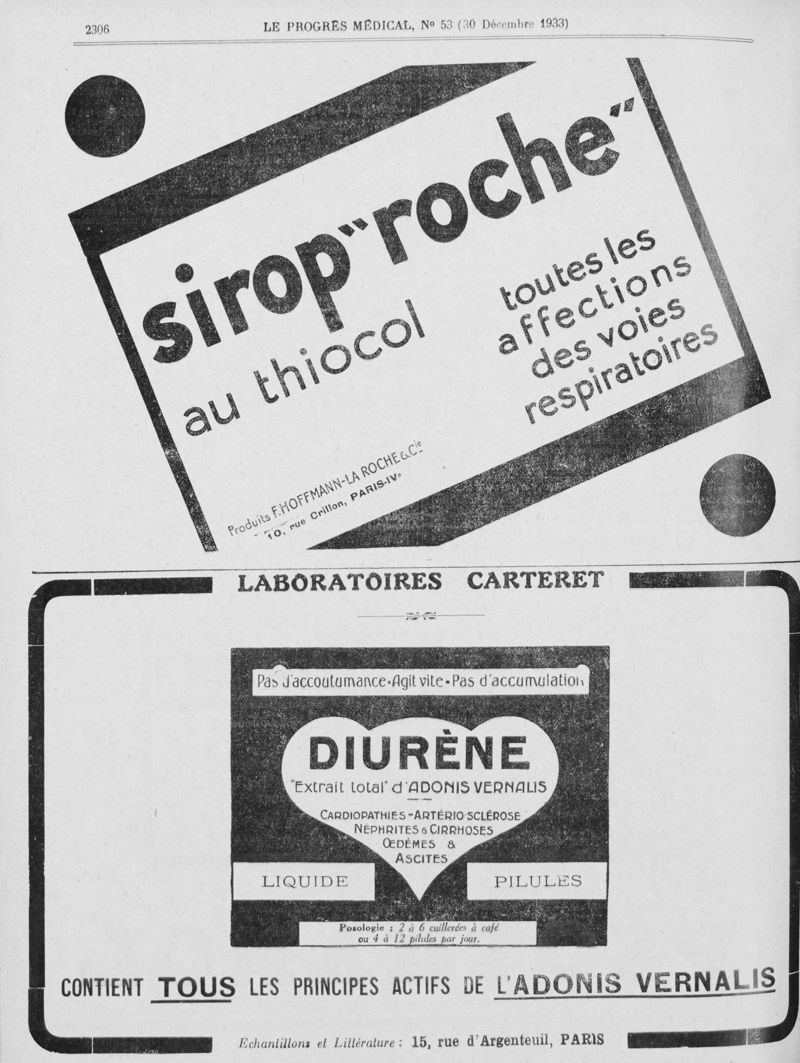 2306
LE PROGRÈS MÉDICAL, No 53 (30 Décembre 1933)
sirop "roche"
au thiocol
toutes les
affections
des voies
respiratoires
Produits F. HOFFMANN-LA ROCHE & Cie
10, rue Crillon, PARIS-IVe
LABORATOIRES CARTERET
Pas d'accoutumance-Agit vite-Pas d'accumulation
DIURÈNE
"Extrait total" d'ADONIS VERNALIS
CARDIOPATHIES-ARTÉRIO SCLÉROSE
NÉPHRITES & CIRRHOSES
ŒDÈMES &
ASCITES
LIQUIDE
PILULES
Posologie : 2 à 6 cuillerées à café
ou 4 à 12 pilules par jour.
CONTIENT TOUS LES PRINCIPES ACTIFS DE L'ADONIS VERNALIS
Echantillons et Littérature : 15, rue d'Argenteuil, PARIS